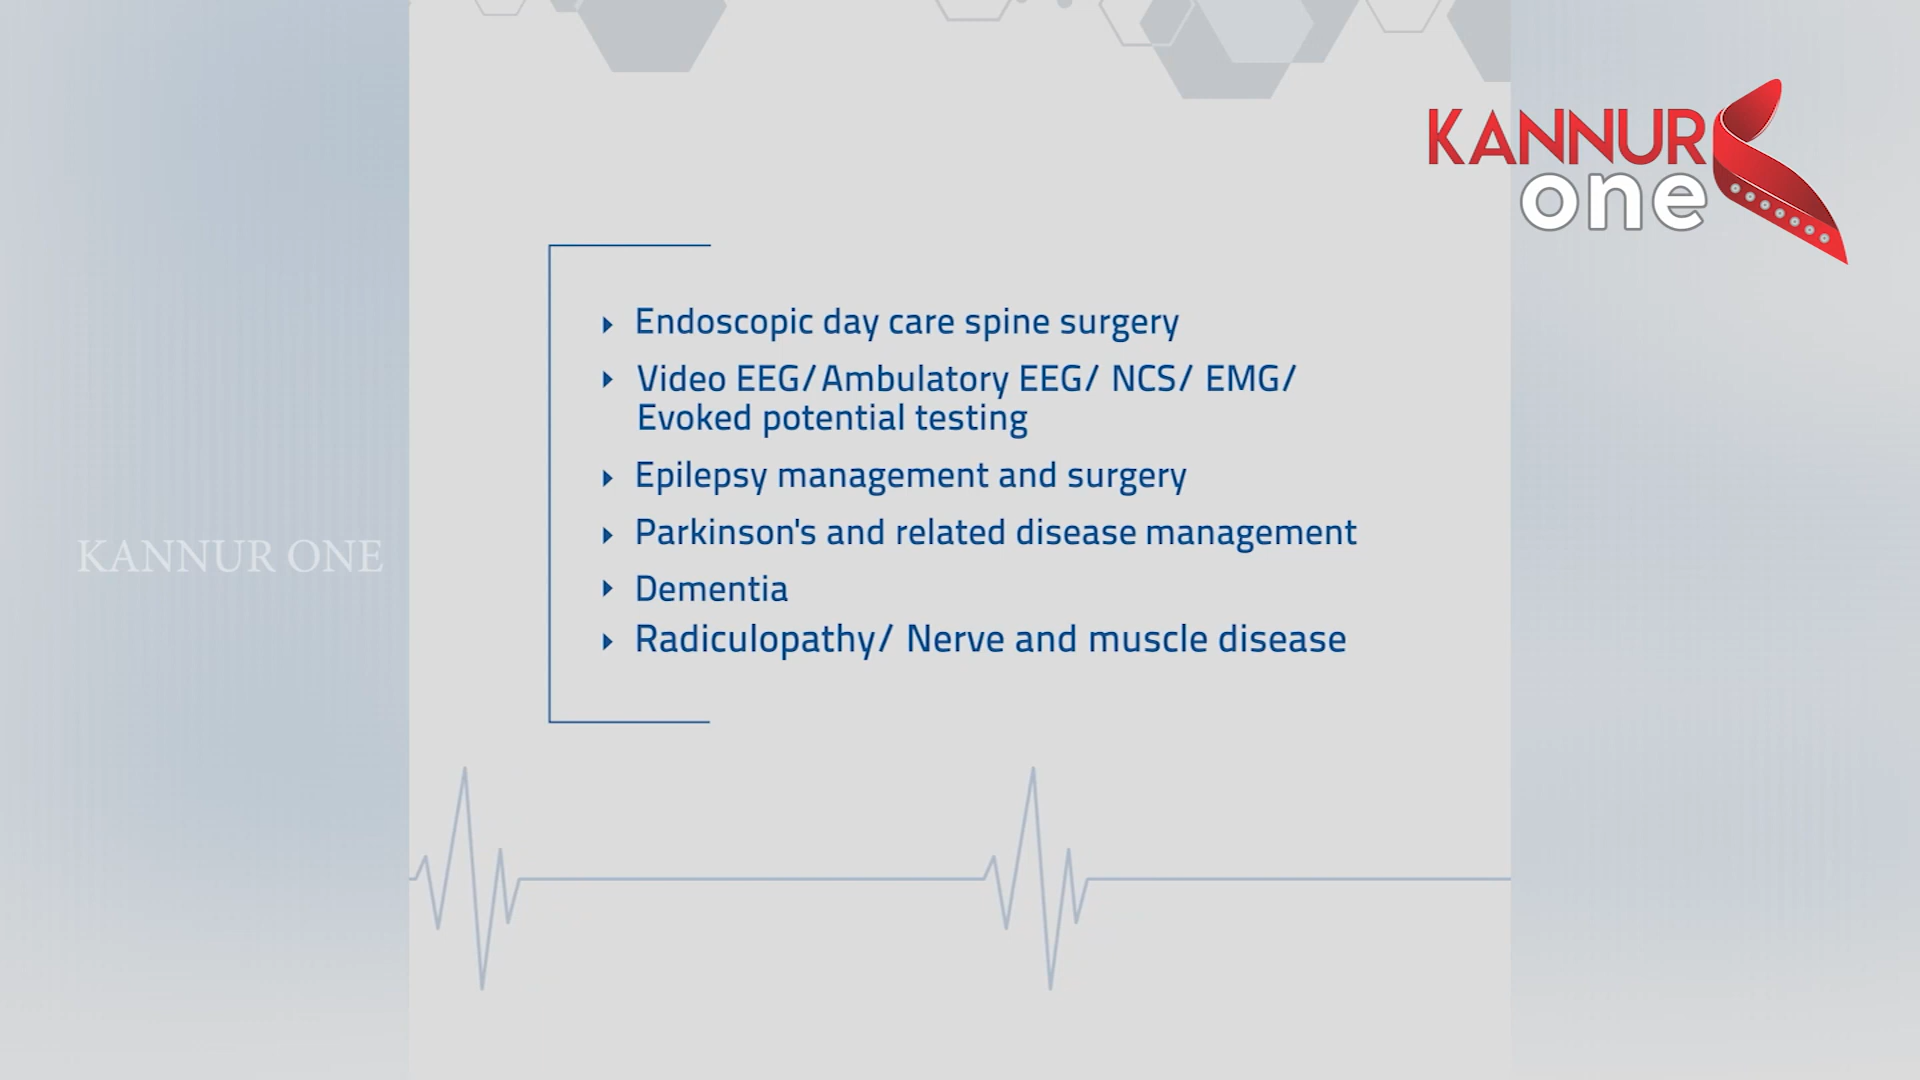 KANNUR
one
Endoscopic day care spine surgery
Video EEG/Ambulatory EEG/ NCS/ EMG/
Evoked potential testing
Epilepsy management and surgery
Parkinson's and related disease management
KANNUR ONE
Dementia
Radiculopathy/ Nerve and muscle disease